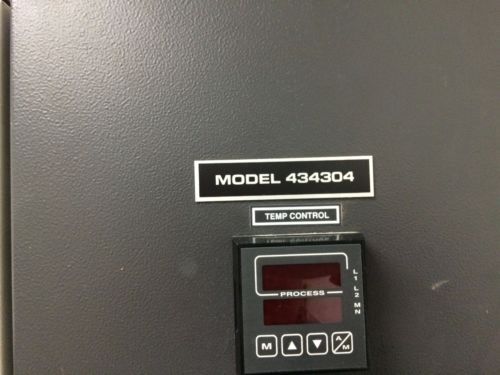 MODEL 434304
TEMP CONTROL
L1
L2
PROCESS
MN
M ▲ ▼ A/M